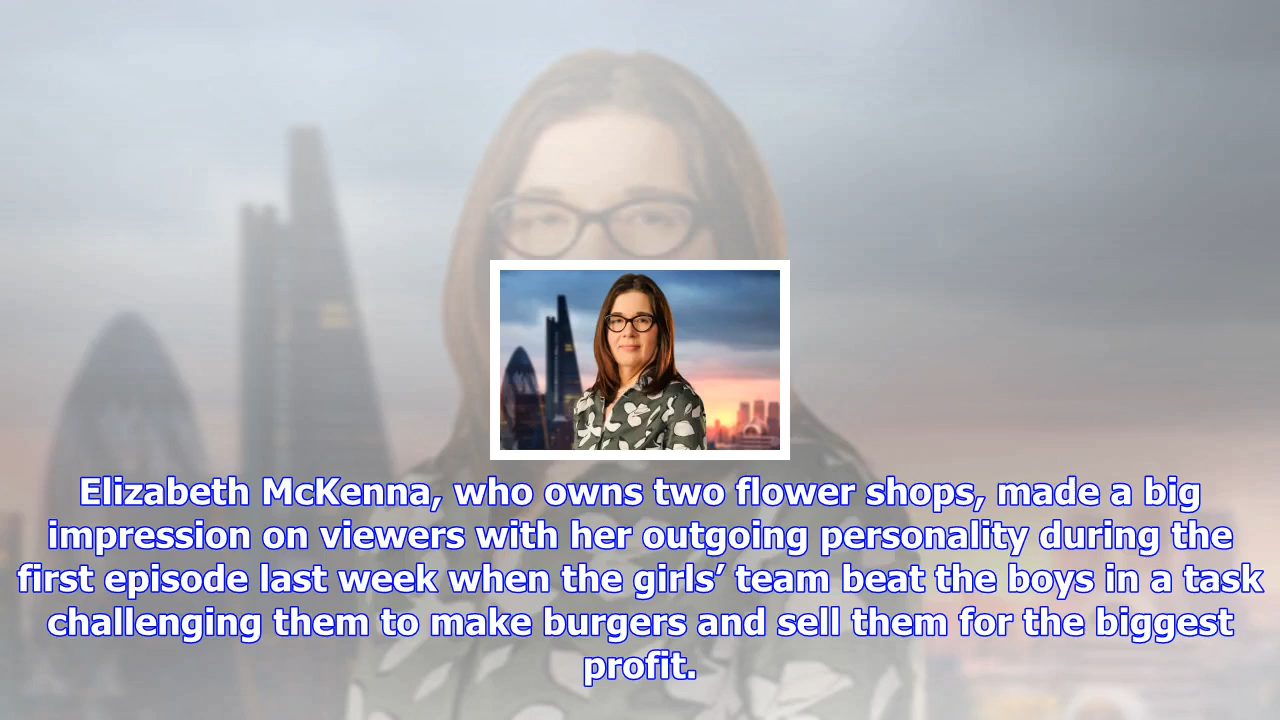 Elizabeth McKenna, who owns two flower shops, made a big
impression on viewers with her outgoing personality during the
first episode last week when the girls’ team beat the boys in a task
challenging them to make burgers and sell them for the biggest
profit.